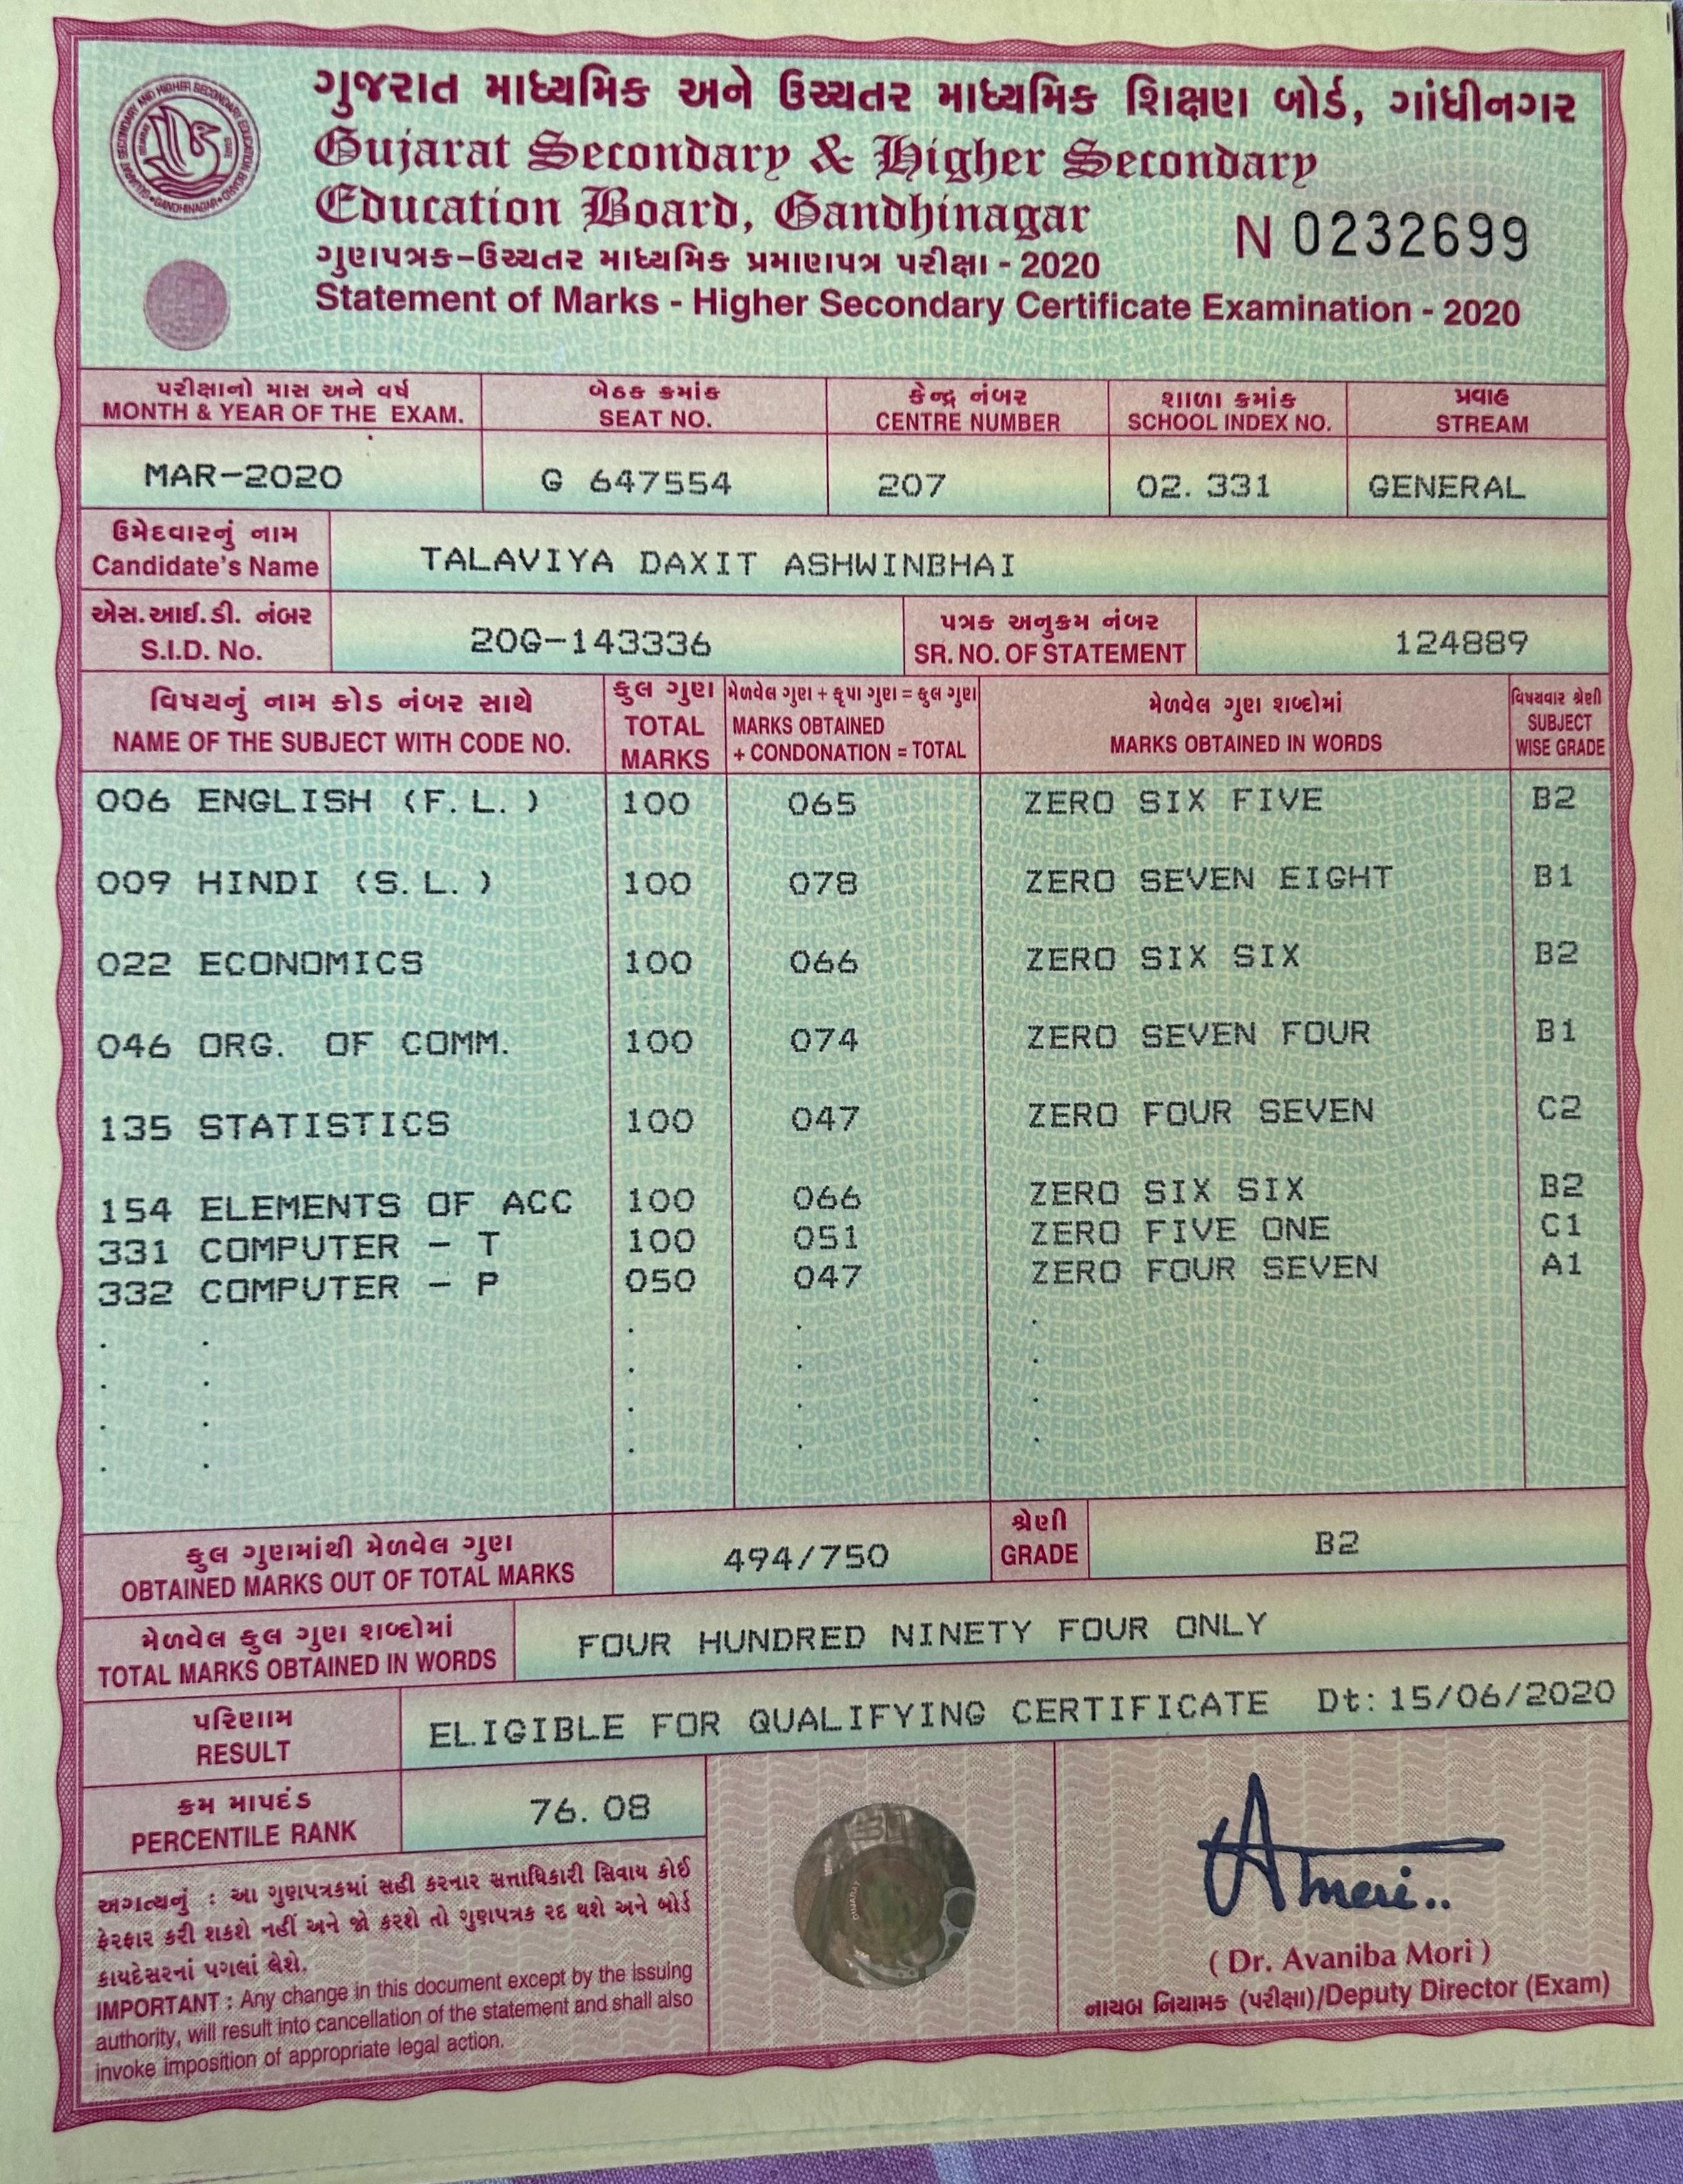 ગુજરાત માધ્યમિક અને ઉચ્ચતર માધ્યમિક શિક્ષણ બોર્ડ, ગાંધીનગર
Gujarat Secondary & Higher Secondary
Education Board, Gandhinagar
N 0232699
ગુણપત્રક-ઉચ્ચતર માધ્યમિક પ્રમાણપત્ર પરીક્ષા - 2020
Statement of Marks - Higher Secondary Certificate Examination - 2020
પરીક્ષાનો માસ અને વર્ષ બેઠક ક્રમાંક કેન્દ્ર નંબર શાળા ક્રમાંક પ્રવાહ
MONTH & YEAR OF THE EXAM. SEAT NO. CENTRE NUMBER SCHOOL INDEX NO. STREAM
MAR-2020 G 647554 207 02.331 GENERAL
ઉમેદવારનું નામ
Candidate's Name TALAVIYA DAXIT ASHWINBHAI
એસ.આઈ.ડી. નંબર
S.I.D. No. 20G-143336
પત્રક અનુક્રમ નંબર
SR. NO. OF STATEMENT 124889
વિષયનું નામ કોડ નંબર સાથે
NAME OF THE SUBJECT WITH CODE NO.
કુલ ગુણ
TOTAL
MARKS
મેળવેલ ગુણ + કૃપા ગુણ = કુલ ગુણ
MARKS OBTAINED
+ CONDONATION = TOTAL
મેળવેલ ગુણ શબ્દોમાં
MARKS OBTAINED IN WORDS
વિષયવાર શ્રેણી
SUBJECT
WISE GRADE
006 ENGLISH (F.L.) 100 065 ZERO SIX FIVE B2
009 HINDI (S.L.) 100 078 ZERO SEVEN EIGHT B1
022 ECONOMICS 100 066 ZERO SIX SIX B2
046 ORG. OF COMM. 100 074 ZERO SEVEN FOUR B1
135 STATISTICS 100 047 ZERO FOUR SEVEN C2
154 ELEMENTS OF ACC 100 066 ZERO SIX SIX B2
331 COMPUTER - T 100 051 ZERO FIVE ONE C1
332 COMPUTER - P 050 047 ZERO FOUR SEVEN A1
કુલ ગુણમાંથી મેળવેલ ગુણ
OBTAINED MARKS OUT OF TOTAL MARKS 494/750
શ્રેણી
GRADE B2
મેળવેલ કુલ ગુણ શબ્દોમાં
TOTAL MARKS OBTAINED IN WORDS FOUR HUNDRED NINETY FOUR ONLY
પરિણામ
RESULT ELIGIBLE FOR QUALIFYING CERTIFICATE Dt: 15/06/2020
ક્રમ માપદંડ
PERCENTILE RANK 76.08
અગત્યનું : આ ગુણપત્રકમાં સહી કરનાર સત્તાધિકારી સિવાય કોઈ
ફેરફાર કરી શકશે નહીં અને જો કરશે તો ગુણપત્રક રદ થશે અને બોર્ડ
કાયદેસરનાં પગલાં લેશે.
IMPORTANT : Any change in this document except by the issuing
authority, will result into cancellation of the statement and shall also
invoke imposition of appropriate legal action.
( Dr. Avaniba Mori )
નાયબ નિયામક (પરીક્ષા)/Deputy Director (Exam)